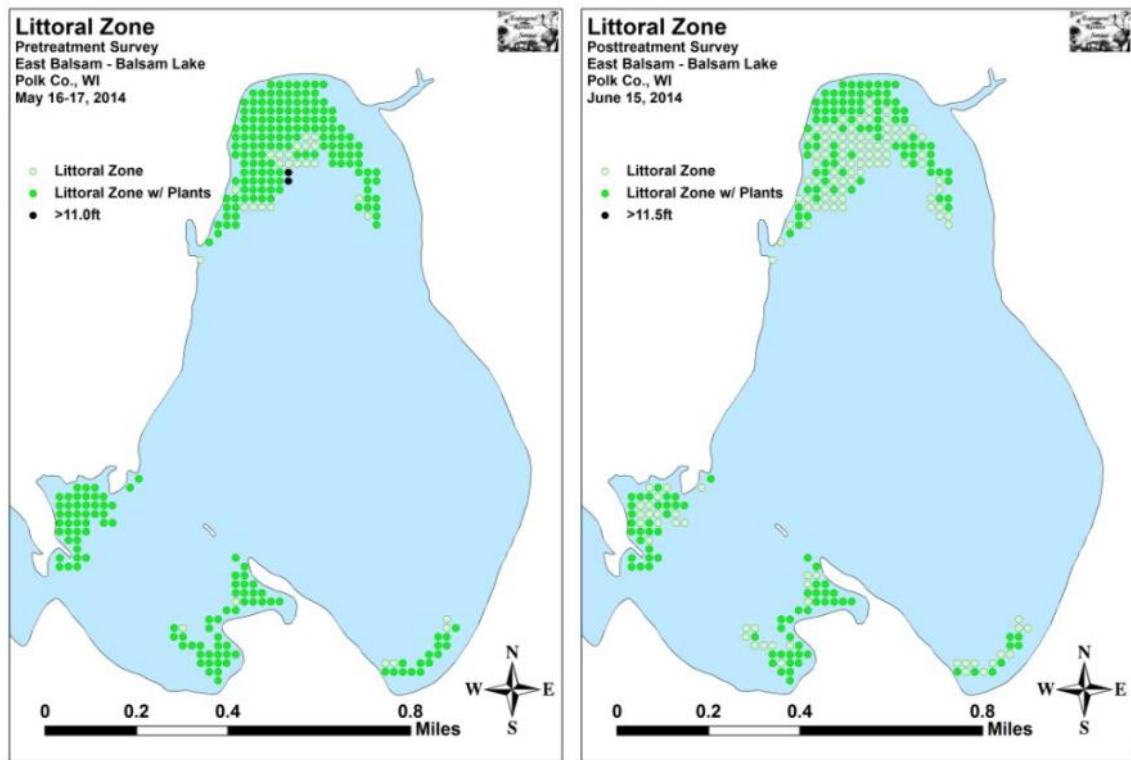 Littoral Zone
Pretreatment Survey
East Balsam - Balsam Lake
Polk Co., WI
May 16-17, 2014
Littoral Zone
Littoral Zone w/ Plants
>11.0ft
N
W E
S
0 0.2 0.4 0.8
Miles
Littoral Zone
Posttreatment Survey
East Balsam - Balsam Lake
Polk Co., WI
June 15, 2014
Littoral Zone
Littoral Zone w/ Plants
>11.5ft
N
W E
S
0 0.2 0.4 0.8
Miles